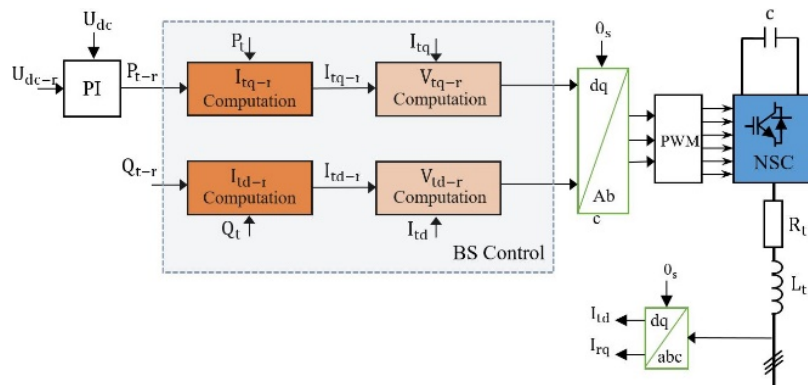 U_dc
U_dc-r
PI
P_t-r
P_t
I_tq-r
Computation
I_tq-r
I_tq
V_tq-r
Computation
Q_t-r
I_td-r
Computation
Q_t
I_td-r
V_td-r
Computation
I_td
BS Control
0_s
dq
Ab
c
PWM
c
NSC
R_t
L_t
0_s
dq
abc
I_td
I_rq